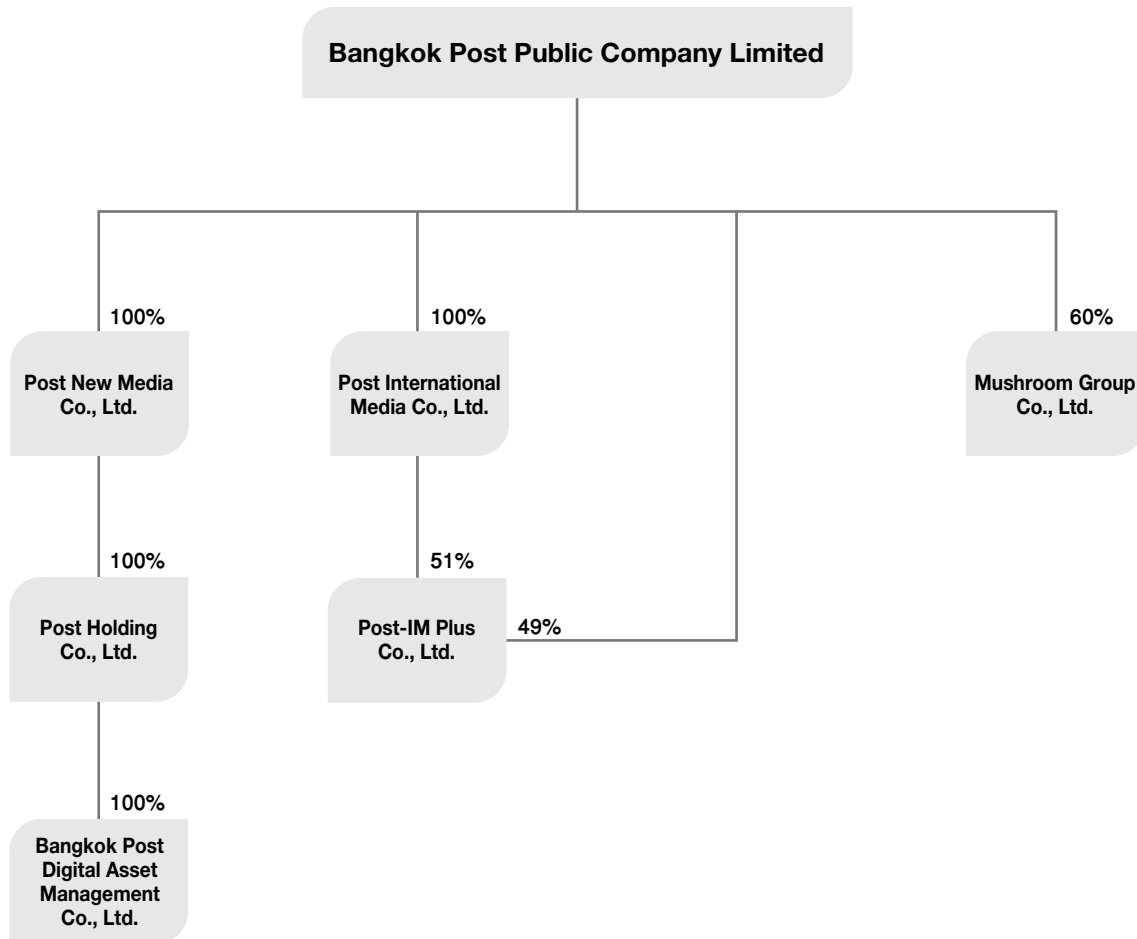 Bangkok Post Public Company Limited
100%
100%
60%
Post New Media
Co., Ltd.
Post International
Media Co., Ltd.
Mushroom Group
Co., Ltd.
100%
51%
Post Holding
Co., Ltd.
Post-IM Plus
Co., Ltd.
49%
100%
Bangkok Post
Digital Asset
Management
Co., Ltd.